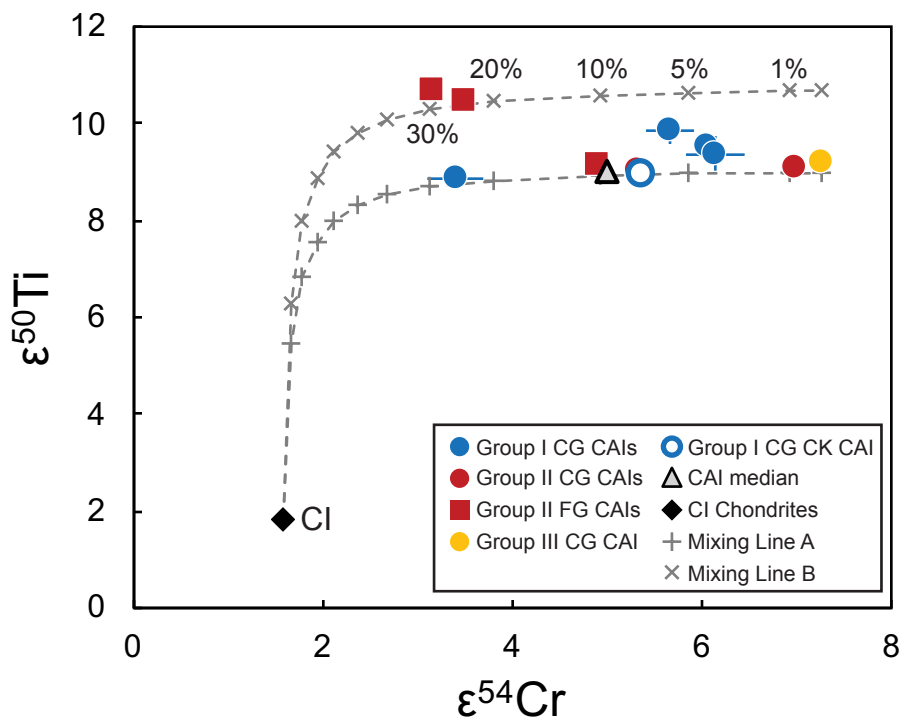 12
10
8
6
4
2
0
ε⁵⁰Ti
20%
10%
5%
1%
30%
CI
Group I CG CAIs
Group II CG CAIs
Group II FG CAIs
Group III CG CAI
Group I CG CK CAI
CAI median
CI Chondrites
Mixing Line A
Mixing Line B
0
2
4
6
8
ε⁵⁴Cr